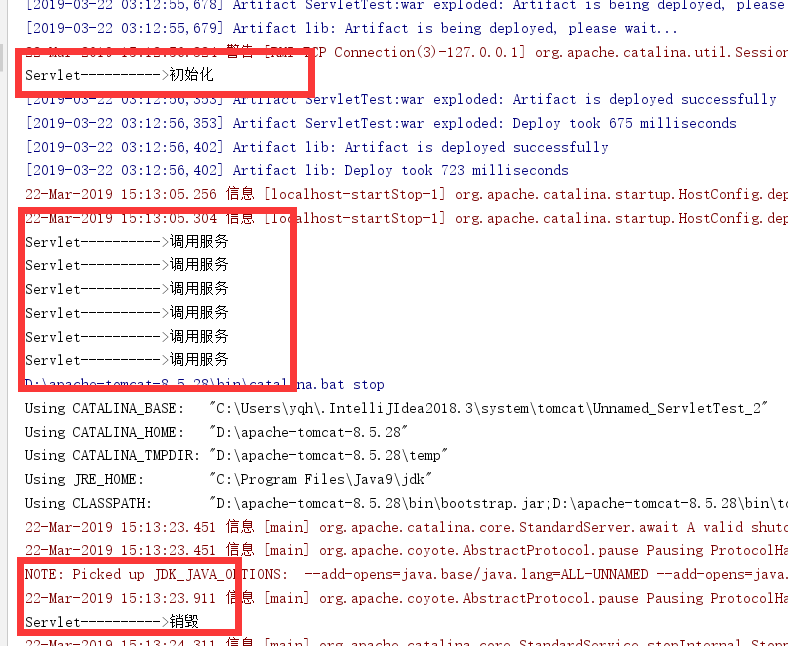 [2019-03-22 03:12:55,678] Artifact ServletTest:war exploded: Artifact is being deployed, please
[2019-03-22 03:12:55,679] Artifact lib: Artifact is being deployed, please wait...
警告 [RMI TCP Connection(3)-127.0.0.1] org.apache.catalina.util.Session
Servlet---------->初始化
[2019-03-22 03:12:56,353] Artifact ServletTest:war exploded: Artifact is deployed successfully
[2019-03-22 03:12:56,353] Artifact ServletTest:war exploded: Deploy took 675 milliseconds
[2019-03-22 03:12:56,402] Artifact lib: Artifact is deployed successfully
[2019-03-22 03:12:56,402] Artifact lib: Deploy took 723 milliseconds
22-Mar-2019 15:13:05.256 信息 [localhost-startStop-1] org.apache.catalina.startup.HostConfig.dep
22-Mar-2019 15:13:05.304 信息 [localhost-startStop-1] org.apache.catalina.startup.HostConfig.dep
Servlet---------->调用服务
Servlet---------->调用服务
Servlet---------->调用服务
Servlet---------->调用服务
Servlet---------->调用服务
Servlet---------->调用服务
D:\apache-tomcat-8.5.28\bin\catalina.bat stop
Using CATALINA_BASE:   "C:\Users\yqh\.IntelliJIdea2018.3\system\tomcat\Unnamed_ServletTest_2"
Using CATALINA_HOME:   "D:\apache-tomcat-8.5.28"
Using CATALINA_TMPDIR: "D:\apache-tomcat-8.5.28\temp"
Using JRE_HOME:        "C:\Program Files\Java9\jdk"
Using CLASSPATH:       "D:\apache-tomcat-8.5.28\bin\bootstrap.jar;D:\apache-tomcat-8.5.28\bin\to
22-Mar-2019 15:13:23.451 信息 [main] org.apache.catalina.core.StandardServer.await A valid shutd
22-Mar-2019 15:13:23.451 信息 [main] org.apache.coyote.AbstractProtocol.pause Pausing ProtocolHa
NOTE: Picked up JDK_JAVA_OPTIONS:  --add-opens=java.base/java.lang=ALL-UNNAMED --add-opens=java.
22-Mar-2019 15:13:23.911 信息 [main] org.apache.coyote.AbstractProtocol.pause Pausing ProtocolHa
Servlet---------->销毁
22-Mar-2019 15:13:24.311 信息 [main] org.apache.catalina.core.StandardService.stopInternal Stopp